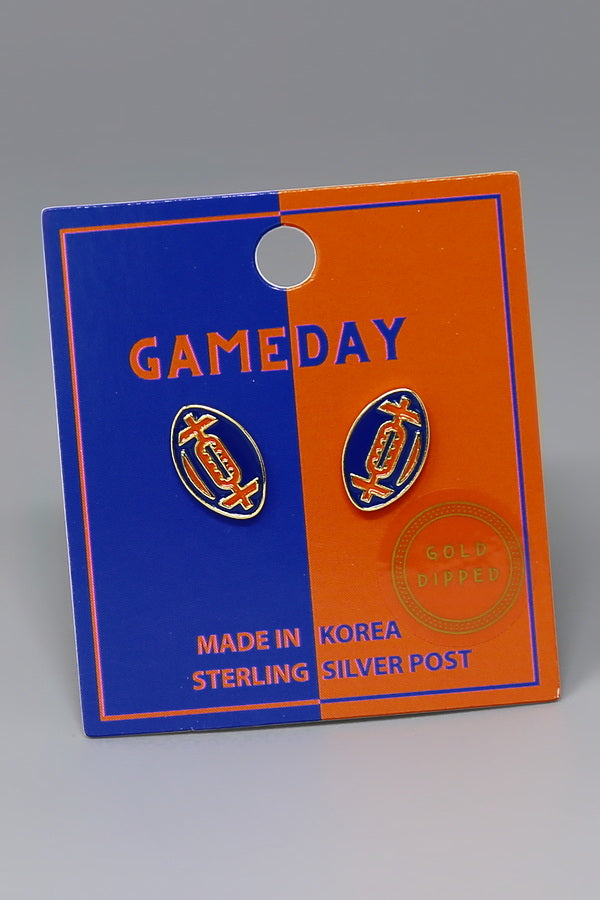 GAMEDAY
GOLD
DIPPED
MADE IN KOREA
STERLING SILVER POST